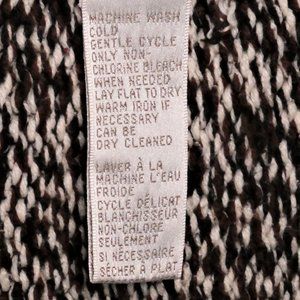 MACHINE WASH
COLD
GENTLE CYCLE
ONLY NON-
CHLORINE BLEACH
WHEN NEEDED
LAY FLAT TO DRY
WARM IRON IF
NECESSARY
CAN BE
DRY CLEANED
LAVER À LA
MACHINE L'EAU
FROIDE
CYCLE DÉLICAT
BLANCHISSEUR
NON-CHLORE
SEULEMENT
SI NÉCESSAIRE
SÉCHER À PLAT